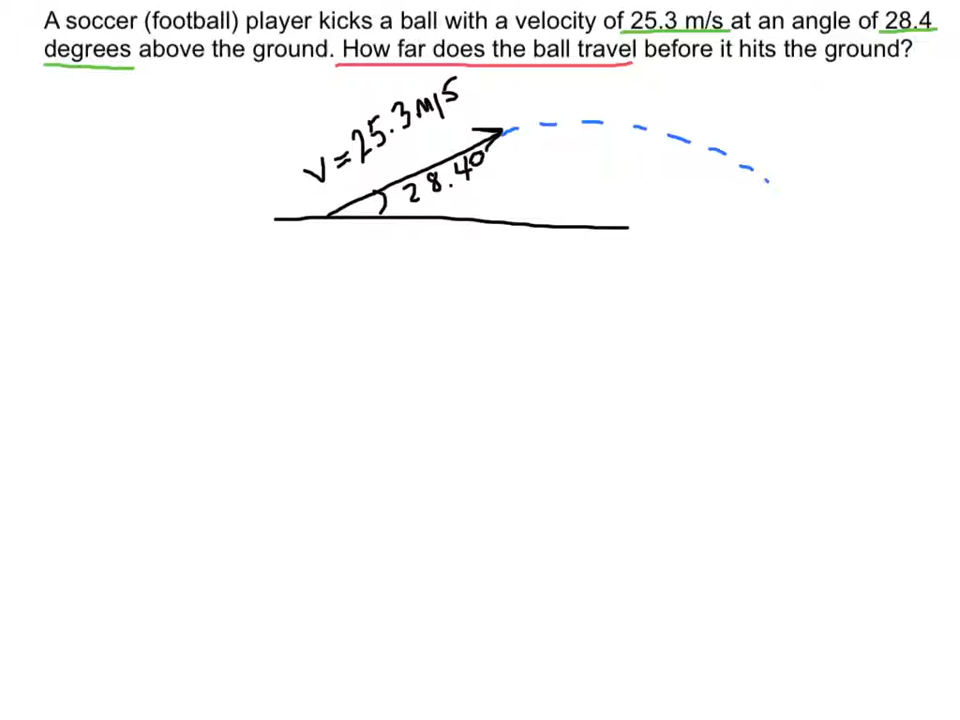 A soccer (football) player kicks a ball with a velocity of 25.3 m/s at an angle of 28.4
degrees above the ground. How far does the ball travel before it hits the ground?
V = 25.3 m/s
28.4°